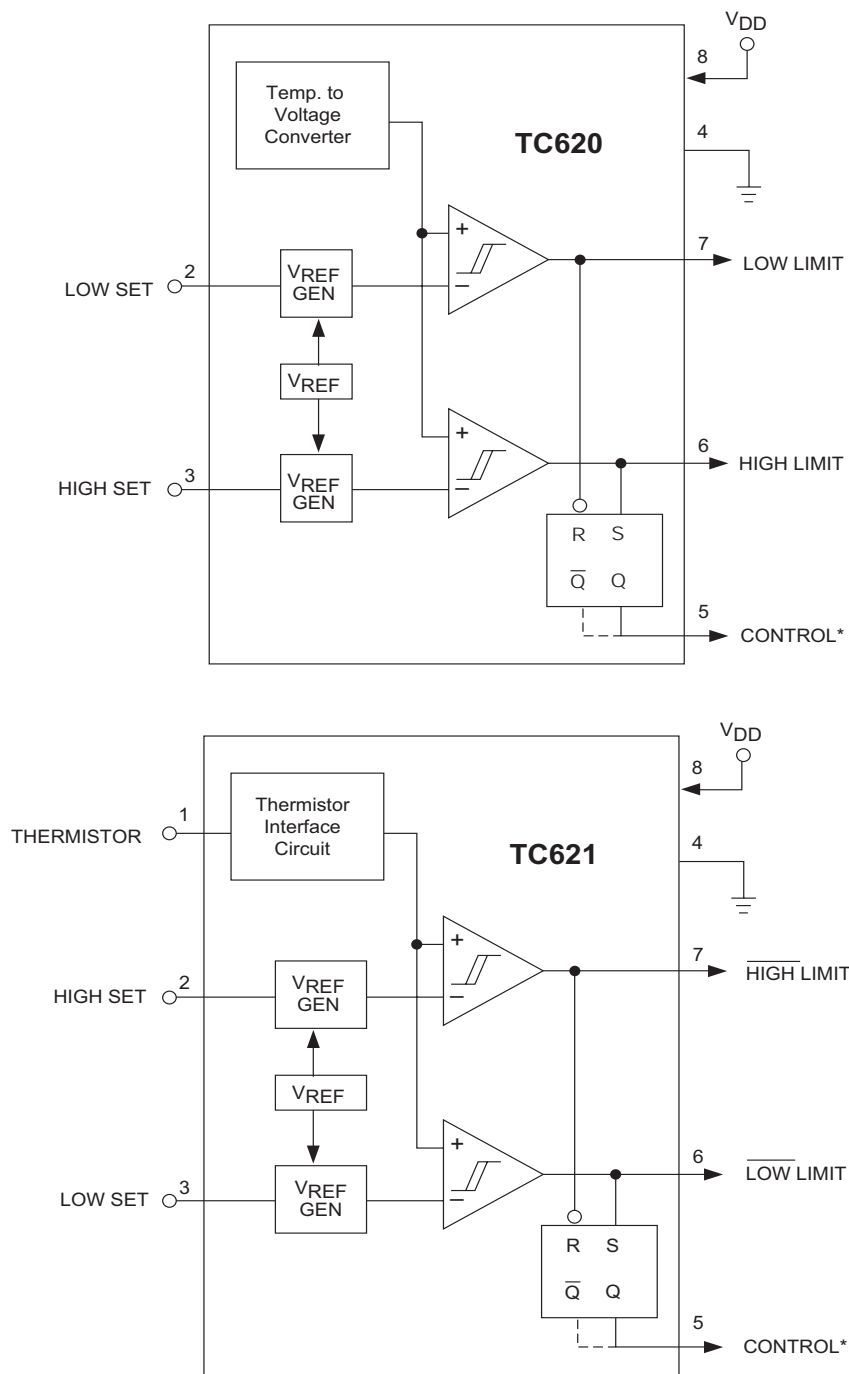 VDD
8
Temp. to
Voltage
Converter
TC620
4
+
7
LOW LIMIT
2
LOW SET
VREF
GEN
−
VREF
+
6
HIGH LIMIT
3
HIGH SET
VREF
GEN
−
R S
Q̅ Q
5
CONTROL*
VDD
8
1
THERMISTOR
Thermistor
Interface
Circuit
TC621
4
+
7
H̅I̅G̅H̅ LIMIT
2
HIGH SET
VREF
GEN
−
VREF
+
6
L̅O̅W̅ LIMIT
3
LOW SET
VREF
GEN
−
R S
Q̅ Q
5
CONTROL*